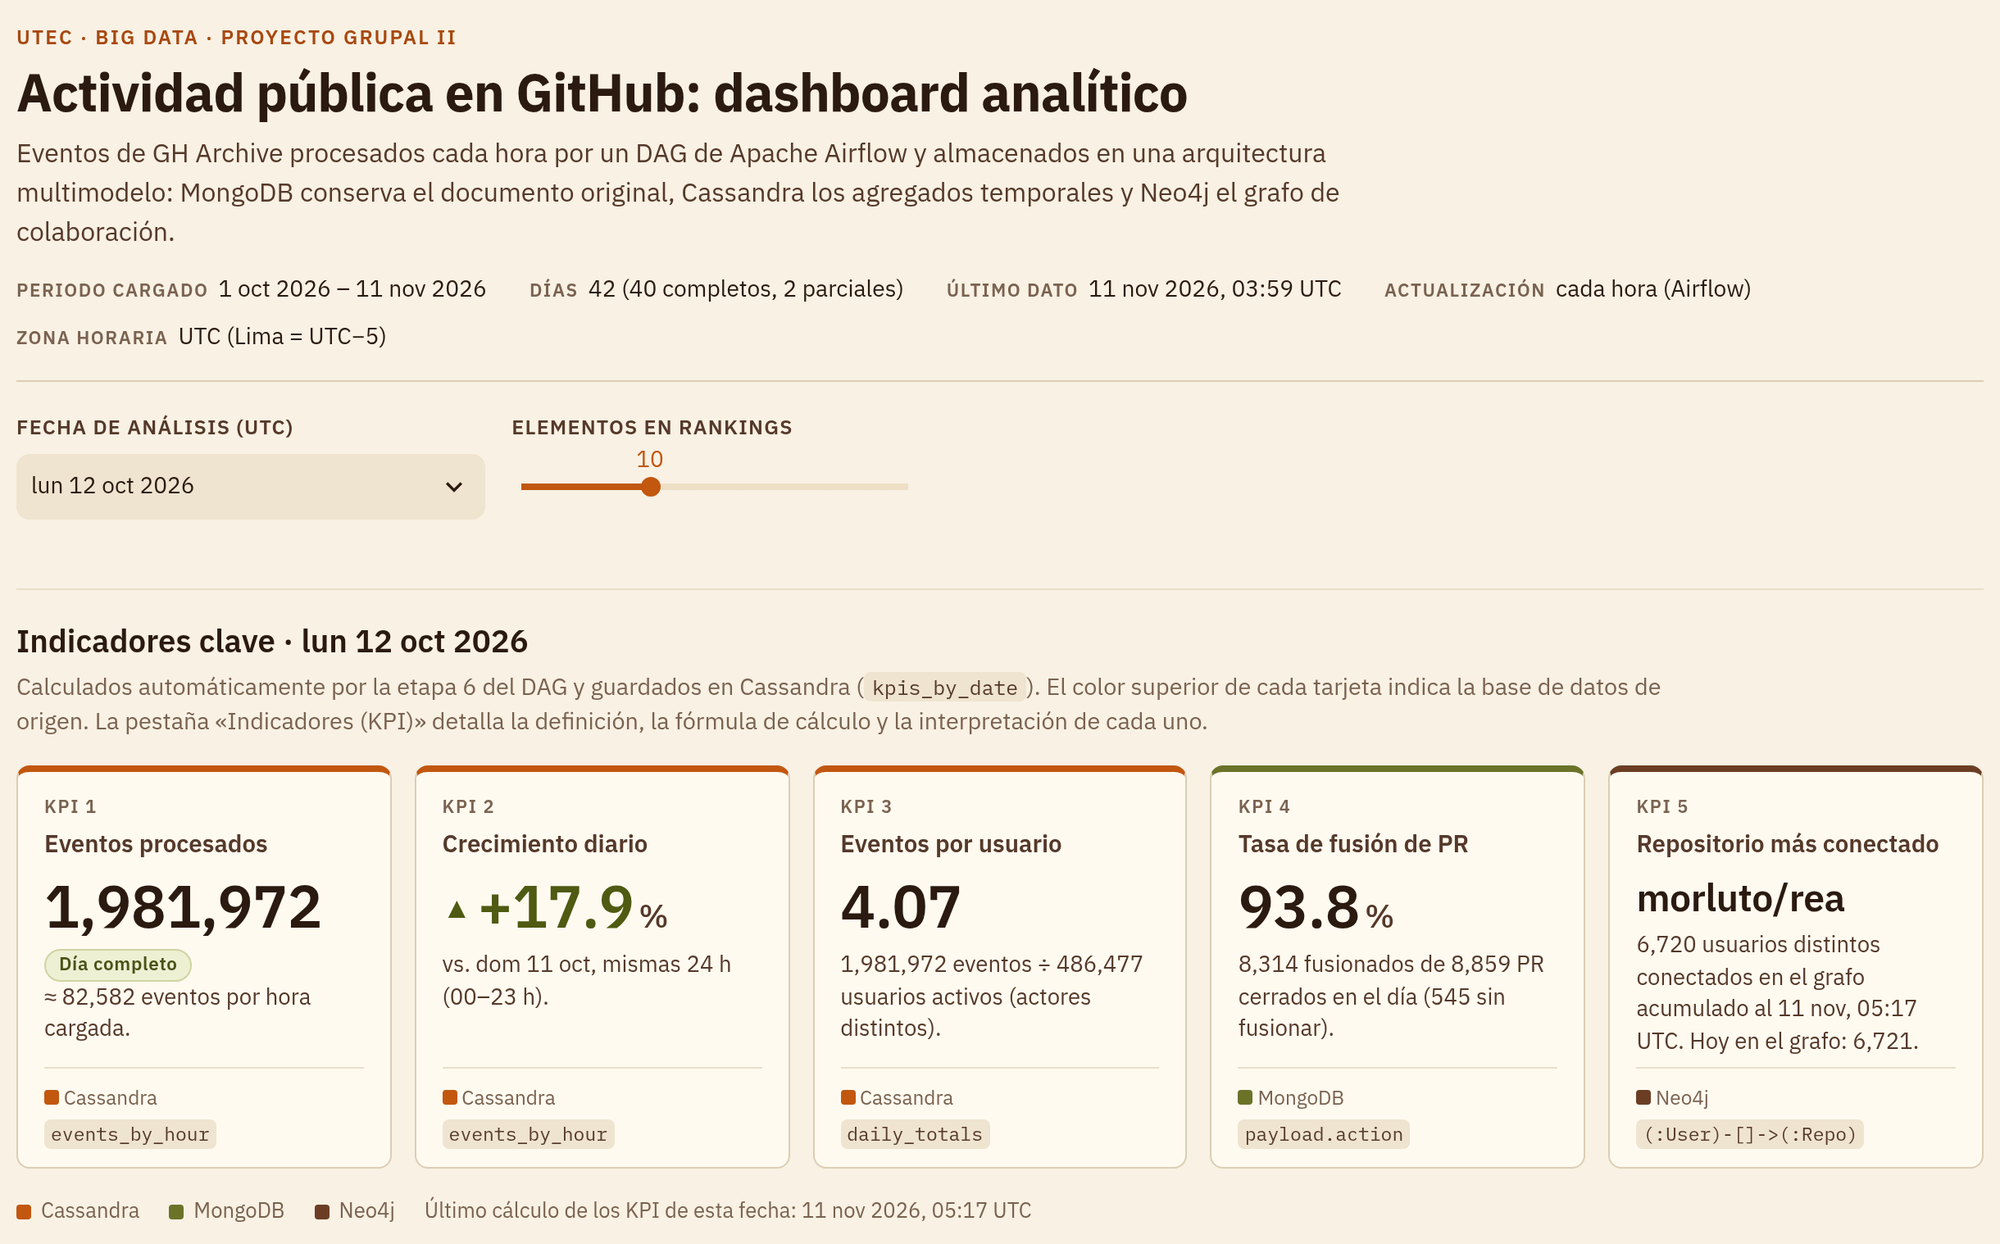 UTEC · BIG DATA · PROYECTO GRUPAL II
Actividad pública en GitHub: dashboard analítico
Eventos de GH Archive procesados cada hora por un DAG de Apache Airflow y almacenados en una arquitectura
multimodelo: MongoDB conserva el documento original, Cassandra los agregados temporales y Neo4j el grafo de
colaboración.
PERIODO CARGADO 1 oct 2026 – 11 nov 2026 DÍAS 42 (40 completos, 2 parciales) ÚLTIMO DATO 11 nov 2026, 03:59 UTC ACTUALIZACIÓN cada hora (Airflow)
ZONA HORARIA UTC (Lima = UTC−5)
FECHA DE ANÁLISIS (UTC)
lun 12 oct 2026
ELEMENTOS EN RANKINGS
10
Indicadores clave · lun 12 oct 2026
Calculados automáticamente por la etapa 6 del DAG y guardados en Cassandra (kpis_by_date). El color superior de cada tarjeta indica la base de datos de
origen. La pestaña «Indicadores (KPI)» detalla la definición, la fórmula de cálculo y la interpretación de cada uno.
KPI 1
Eventos procesados
1,981,972
Día completo
≈ 82,582 eventos por hora
cargada.
Cassandra
events_by_hour
KPI 2
Crecimiento diario
▲ +17.9 %
vs. dom 11 oct, mismas 24 h
(00–23 h).
Cassandra
events_by_hour
KPI 3
Eventos por usuario
4.07
1,981,972 eventos ÷ 486,477
usuarios activos (actores
distintos).
Cassandra
daily_totals
KPI 4
Tasa de fusión de PR
93.8 %
8,314 fusionados de 8,859 PR
cerrados en el día (545 sin
fusionar).
MongoDB
payload.action
KPI 5
Repositorio más conectado
morluto/rea
6,720 usuarios distintos
conectados en el grafo
acumulado al 11 nov, 05:17
UTC. Hoy en el grafo: 6,721.
Neo4j
(:User)-[]->(:Repo)
Cassandra MongoDB Neo4j Último cálculo de los KPI de esta fecha: 11 nov 2026, 05:17 UTC